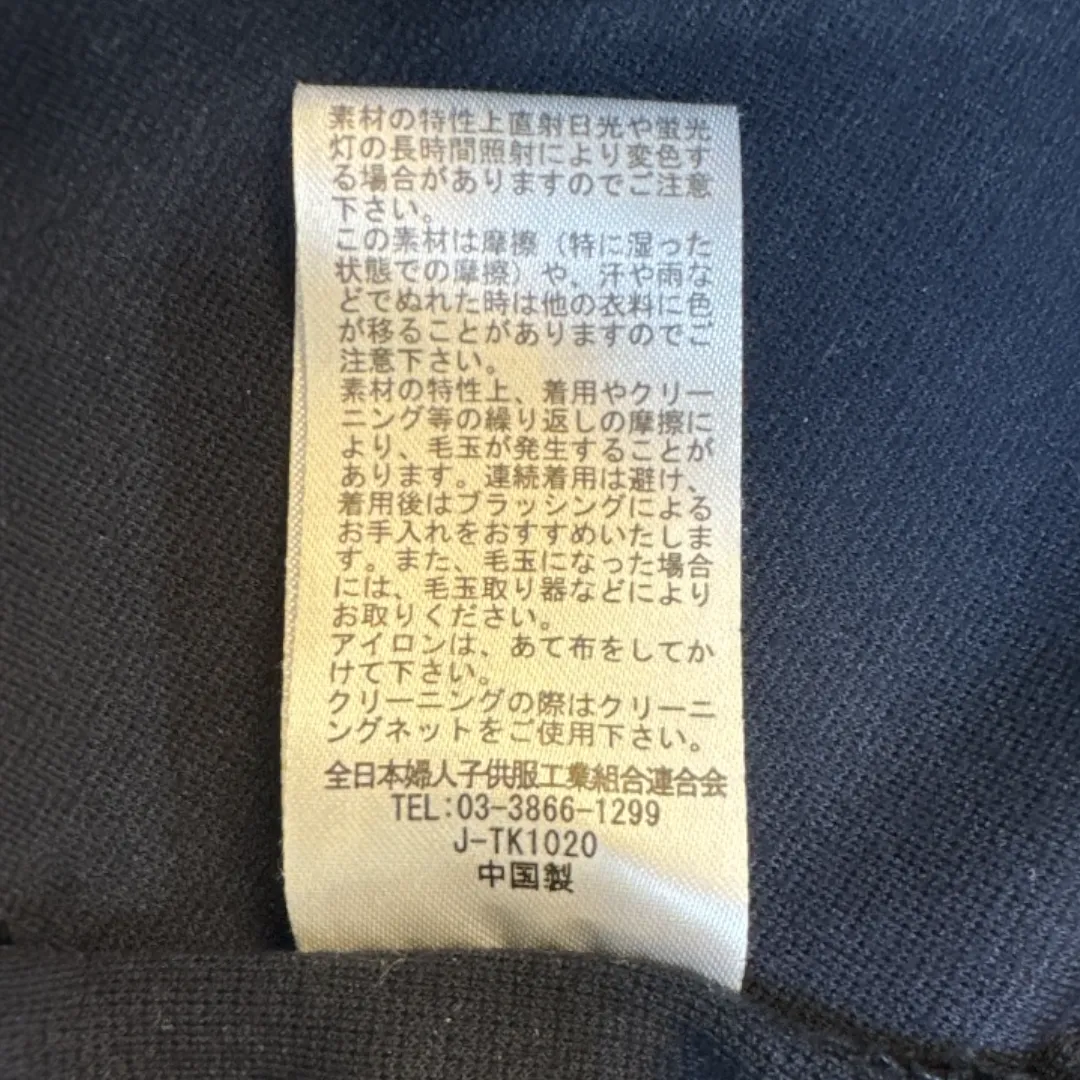 素材の特性上直射日光や蛍光
灯の長時間照射により変色す
る場合がありますのでご注意
下さい。
この素材は摩擦（特に湿った
状態での摩擦）や、汗や雨な
どでぬれた時は他の衣料に色
が移ることがありますのでご
注意下さい。
素材の特性上、着用やクリー
ニング等の繰り返しの摩擦に
より、毛玉が発生することが
あります。連続着用は避け、
着用後はブラッシングによる
お手入れをおすすめいたしま
す。また、毛玉になった場合
には、毛玉取り器などにより
お取りください。
アイロンは、あて布をしてか
けて下さい。
クリーニングの際はクリーニ
ングネットをご使用下さい。
全日本婦人子供服工業組合連合会
TEL:03-3866-1299
J-TK1020
中国製